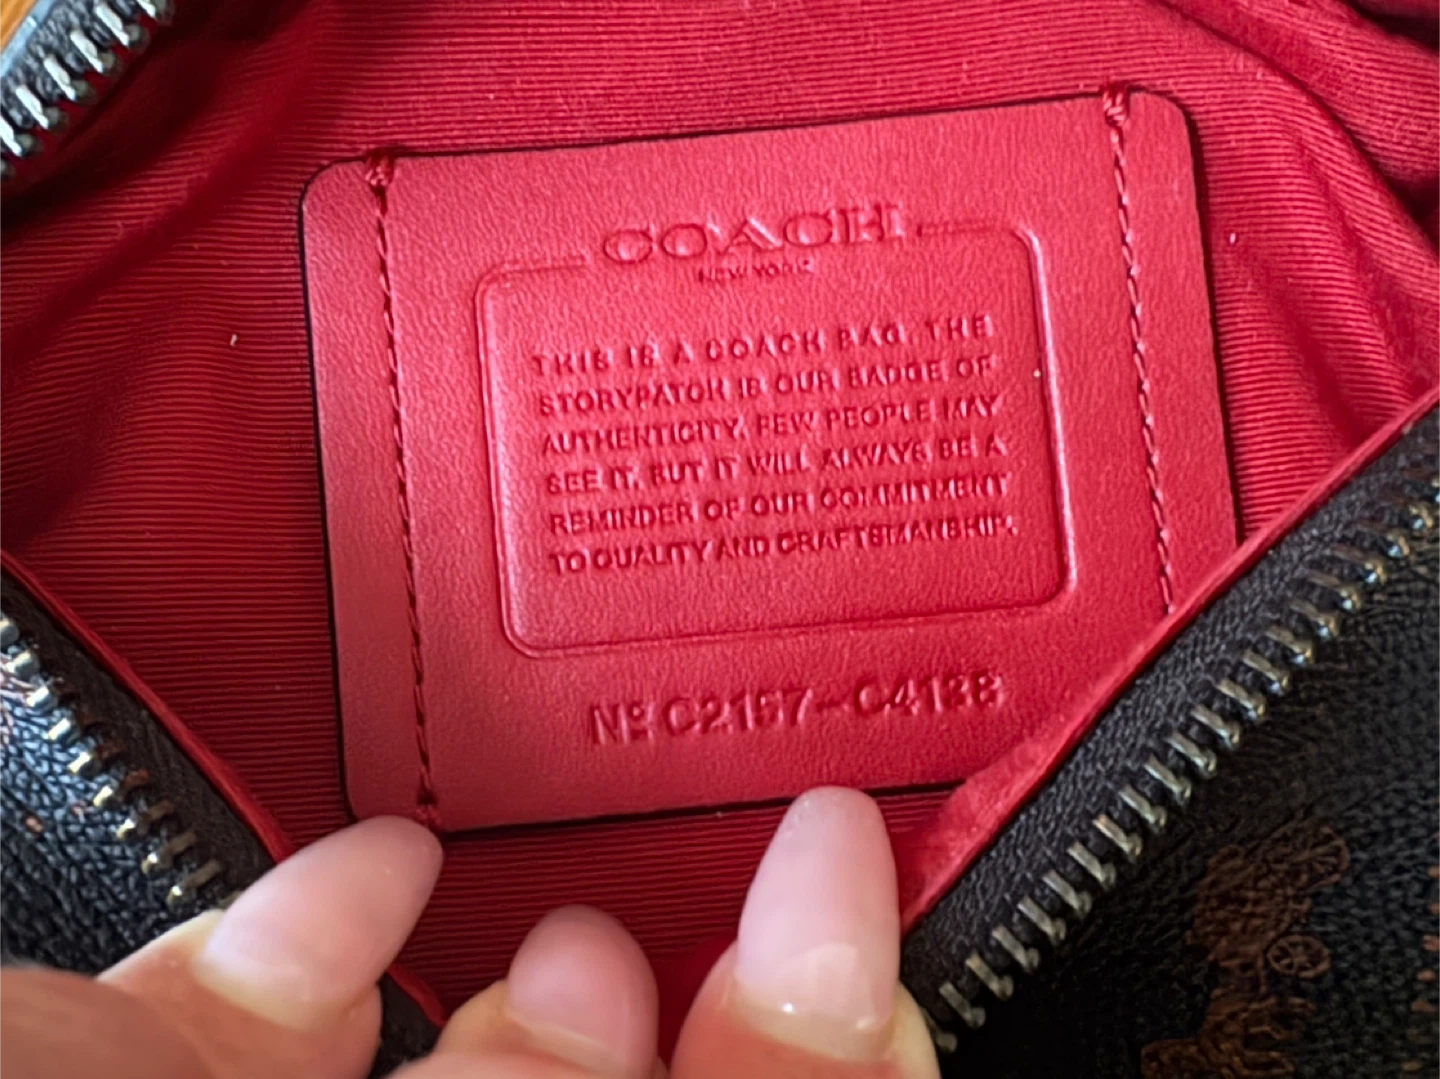 COACH
NEW YORK
THIS IS A COACH BAG. THE
STORYPATCH IS OUR BADGE OF
AUTHENTICITY. FEW PEOPLE MAY
SEE IT, BUT IT WILL ALWAYS BE A
REMINDER OF OUR COMMITMENT
TO QUALITY AND CRAFTSMANSHIP.
Nº C2157-C4138